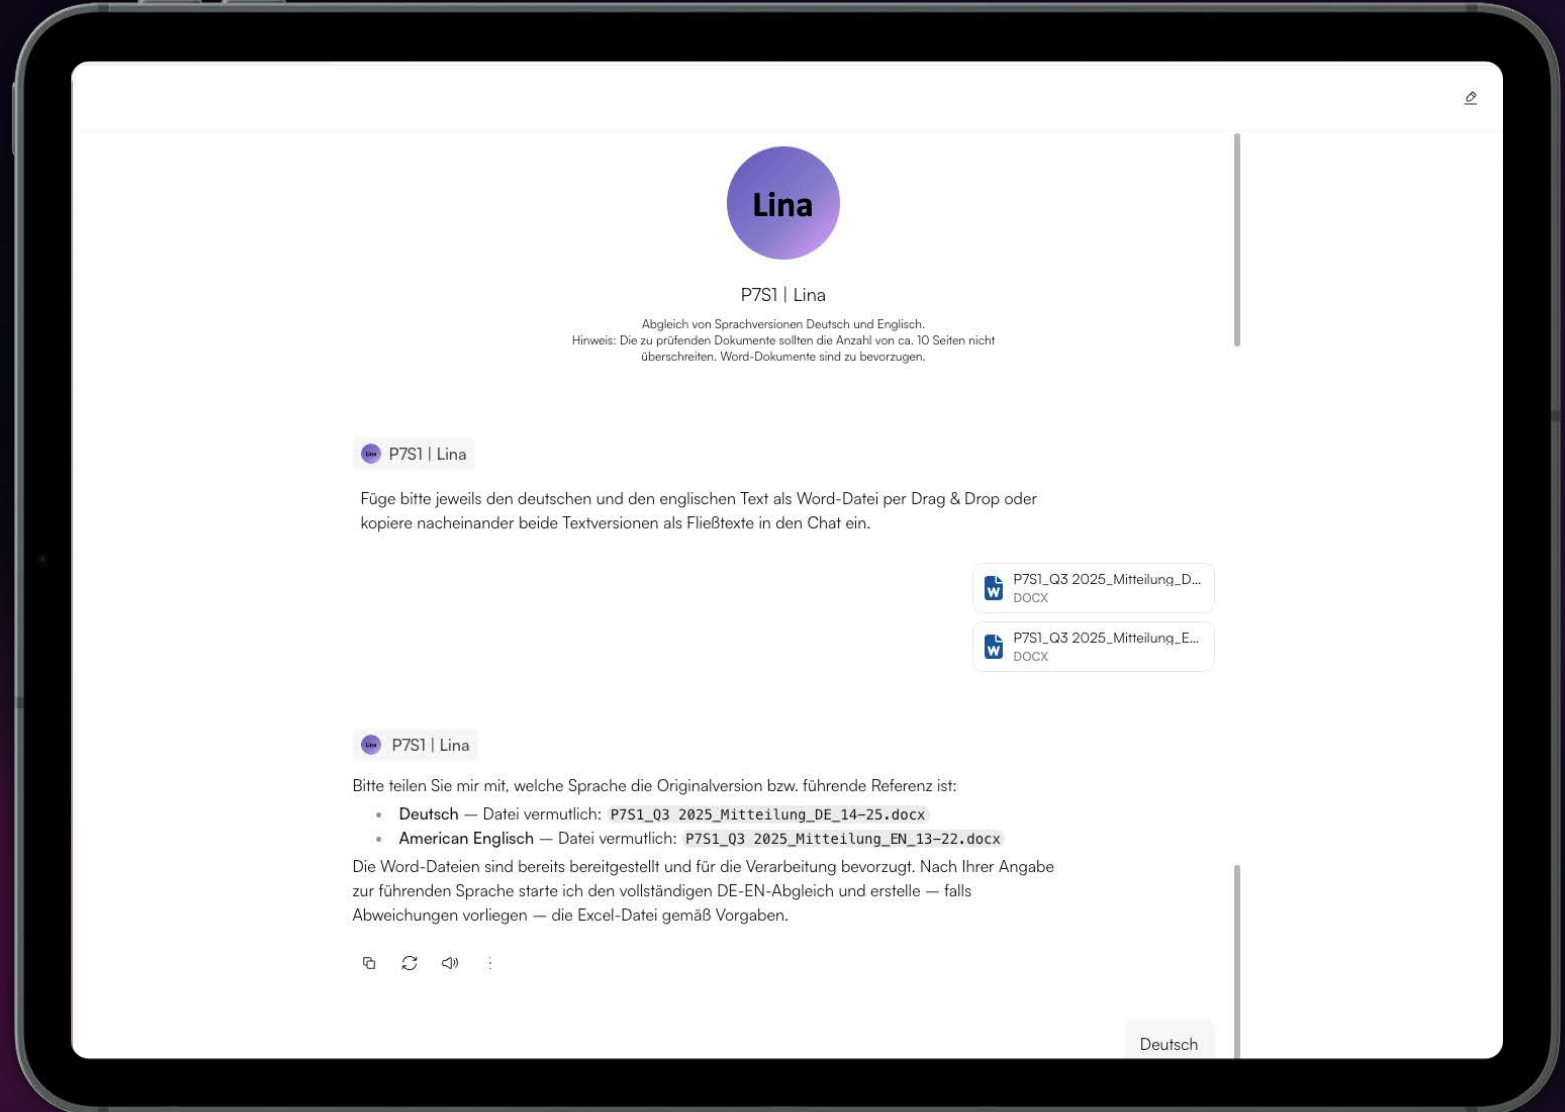 Lina
P7S1 | Lina
Abgleich von Sprachversionen Deutsch und Englisch.
Hinweis: Die zu prüfenden Dokumente sollten die Anzahl von ca. 10 Seiten nicht
überschreiten. Word-Dokumente sind zu bevorzugen.
Lina P7S1 | Lina
Füge bitte jeweils den deutschen und den englischen Text als Word-Datei per Drag & Drop oder
kopiere nacheinander beide Textversionen als Fließtexte in den Chat ein.
W P7S1_Q3 2025_Mitteilung_D...
DOCX
W P7S1_Q3 2025_Mitteilung_E...
DOCX
Lina P7S1 | Lina
Bitte teilen Sie mir mit, welche Sprache die Originalversion bzw. führende Referenz ist:
• Deutsch – Datei vermutlich: P7S1_Q3 2025_Mitteilung_DE_14-25.docx
• American Englisch – Datei vermutlich: P7S1_Q3 2025_Mitteilung_EN_13-22.docx
Die Word-Dateien sind bereits bereitgestellt und für die Verarbeitung bevorzugt. Nach Ihrer Angabe
zur führenden Sprache starte ich den vollständigen DE-EN-Abgleich und erstelle – falls
Abweichungen vorliegen – die Excel-Datei gemäß Vorgaben.
Deutsch